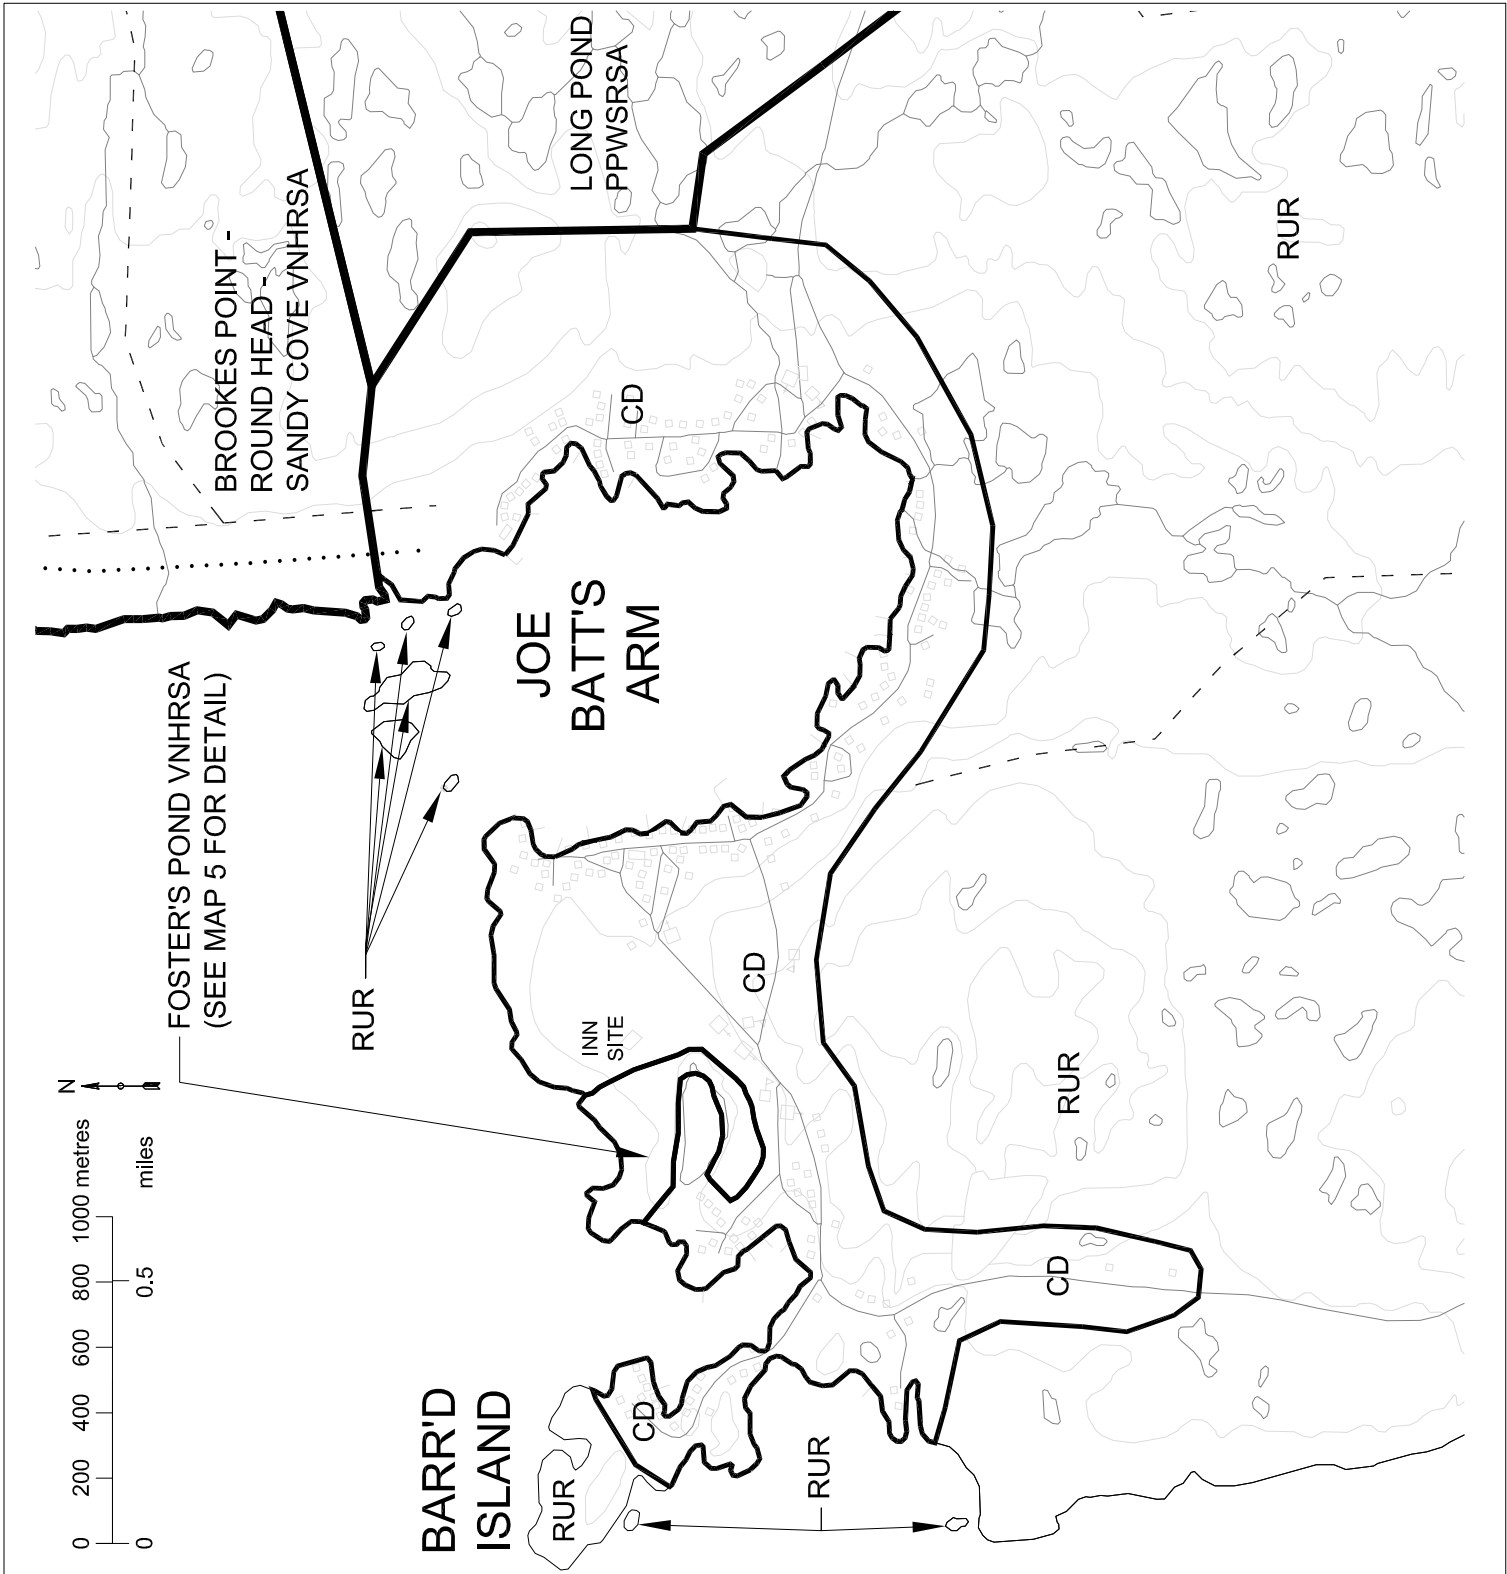 BROOKES POINT -
ROUND HEAD -
SANDY COVE VNHRSA
LONG POND
PPWSRSA
RUR
CD
FOSTER'S POND VNHRSA
(SEE MAP 5 FOR DETAIL)
RUR
JOE
BATT'S
ARM
N
INN
SITE
CD
RUR
0 200 400 600 800 1000 metres
0 0.5 miles
BARR'D
ISLAND
RUR
CD
RUR
CD